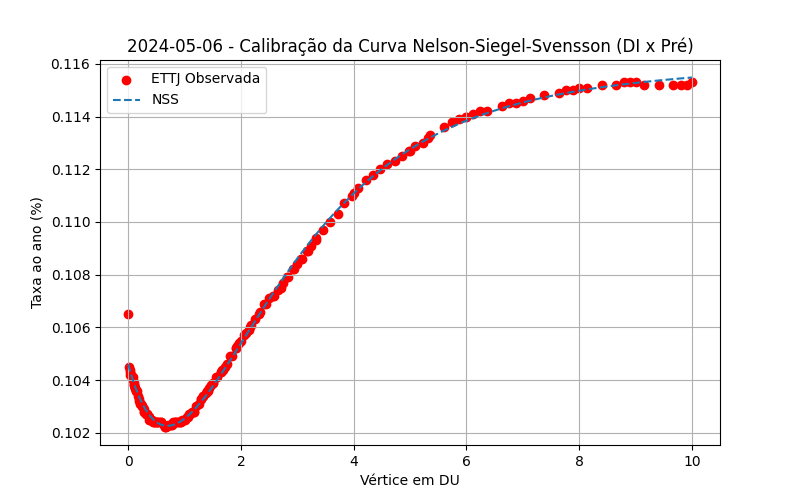 2024-05-06 - Calibração da Curva Nelson-Siegel-Svensson (DI x Pré)
ETTJ Observada
NSS
Taxa ao ano (%)
0.116
0.114
0.112
0.110
0.108
0.106
0.104
0.102
0 2 4 6 8 10
Vértice em DU